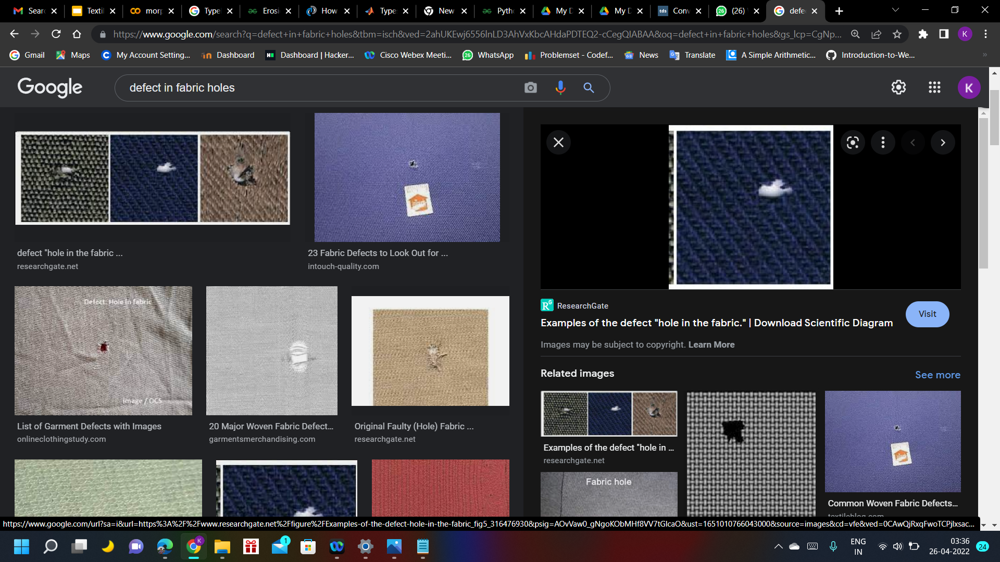 Sear
Textil
morp
Type
Erosi
How
Types
New
Pytho
My D
My D
Conv
(26)
defec
https://www.google.com/search?q=defect+in+fabric+holes&tbm=isch&ved=2ahUKEwj6556lnLD3AhVxKbcAHdaPDTEQ2-cCegQIABAA&oq=defect+in+fabric+holes&gs_lcp=CgNp...
K
Gmail
Maps
My Account Setting...
Dashboard
Dashboard | Hacker...
Cisco Webex Meeti...
WhatsApp
Problemset - Codef...
News
Translate
A Simple Arithmetic...
Introduction-to-We...
»
Google
defect in fabric holes
K
defect "hole in the fabric ...
researchgate.net
23 Fabric Defects to Look Out for ...
intouch-quality.com
Defect: Hole in fabric
Image / OCS
List of Garment Defects with Images
onlineclothingstudy.com
20 Major Woven Fabric Defect...
garmentsmerchandising.com
Original Faulty (Hole) Fabric ...
researchgate.net
ResearchGate
Examples of the defect "hole in the fabric." | Download Scientific Diagram
Visit
Images may be subject to copyright. Learn More
Related images
See more
Examples of the defect "hole in ...
researchgate.net
Fabric hole
Common Woven Fabric Defects...
textileblog.com
https://www.google.com/url?sa=i&url=https%3A%2F%2Fwww.researchgate.net%2Ffigure%2FExamples-of-the-defect-hole-in-the-fabric_fig5_316476930&psig=AOvVaw0_gNgoKObMHf8VV7tGlcaO&ust=1651010766043000&source=images&cd=vfe&ved=0CAwQjRxqFwoTCPjlxsac...
1
ENG
IN
03:36
26-04-2022
24